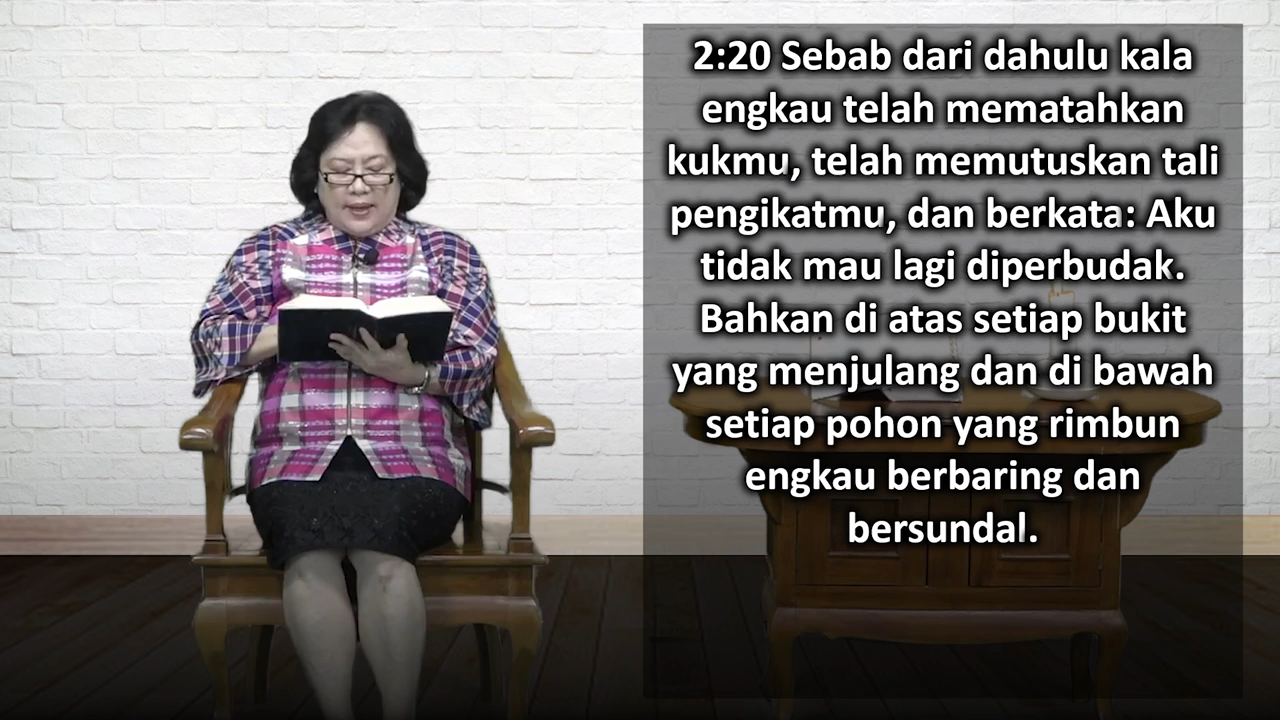 2:20 Sebab dari dahulu kala
engkau telah mematahkan
kukmu, telah memutuskan tali
pengikatmu, dan berkata: Aku
tidak mau lagi diperbudak.
Bahkan di atas setiap bukit
yang menjulang dan di bawah
setiap pohon yang rimbun
engkau berbaring dan
bersundal.